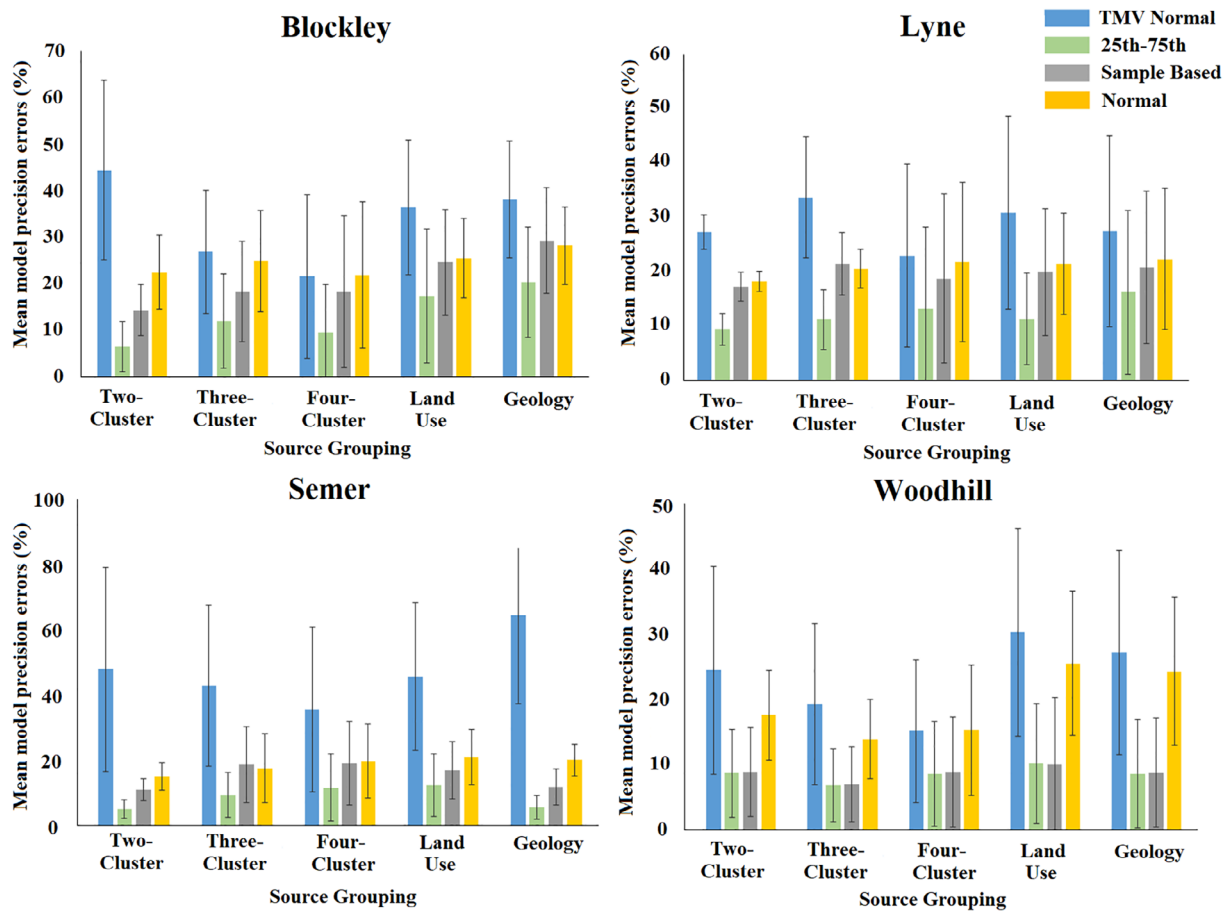 Blockley
Mean model precision errors (%)
70
60
50
40
30
20
10
0
Two-
Cluster
Three-
Cluster
Four-
Cluster
Land
Use
Geology
Source Grouping
Lyne
TMV Normal
25th-75th
Sample Based
Normal
Mean model precision errors (%)
60
50
40
30
20
10
0
Two-
Cluster
Three-
Cluster
Four-
Cluster
Land
Use
Geology
Source Grouping
Semer
Mean model precision errors (%)
100
80
60
40
20
0
Two-
Cluster
Three-
Cluster
Four-
Cluster
Land
Use
Geology
Source Grouping
Woodhill
Mean model precision errors (%)
50
40
30
20
10
0
Two-
Cluster
Three-
Cluster
Four-
Cluster
Land
Use
Geology
Source Grouping